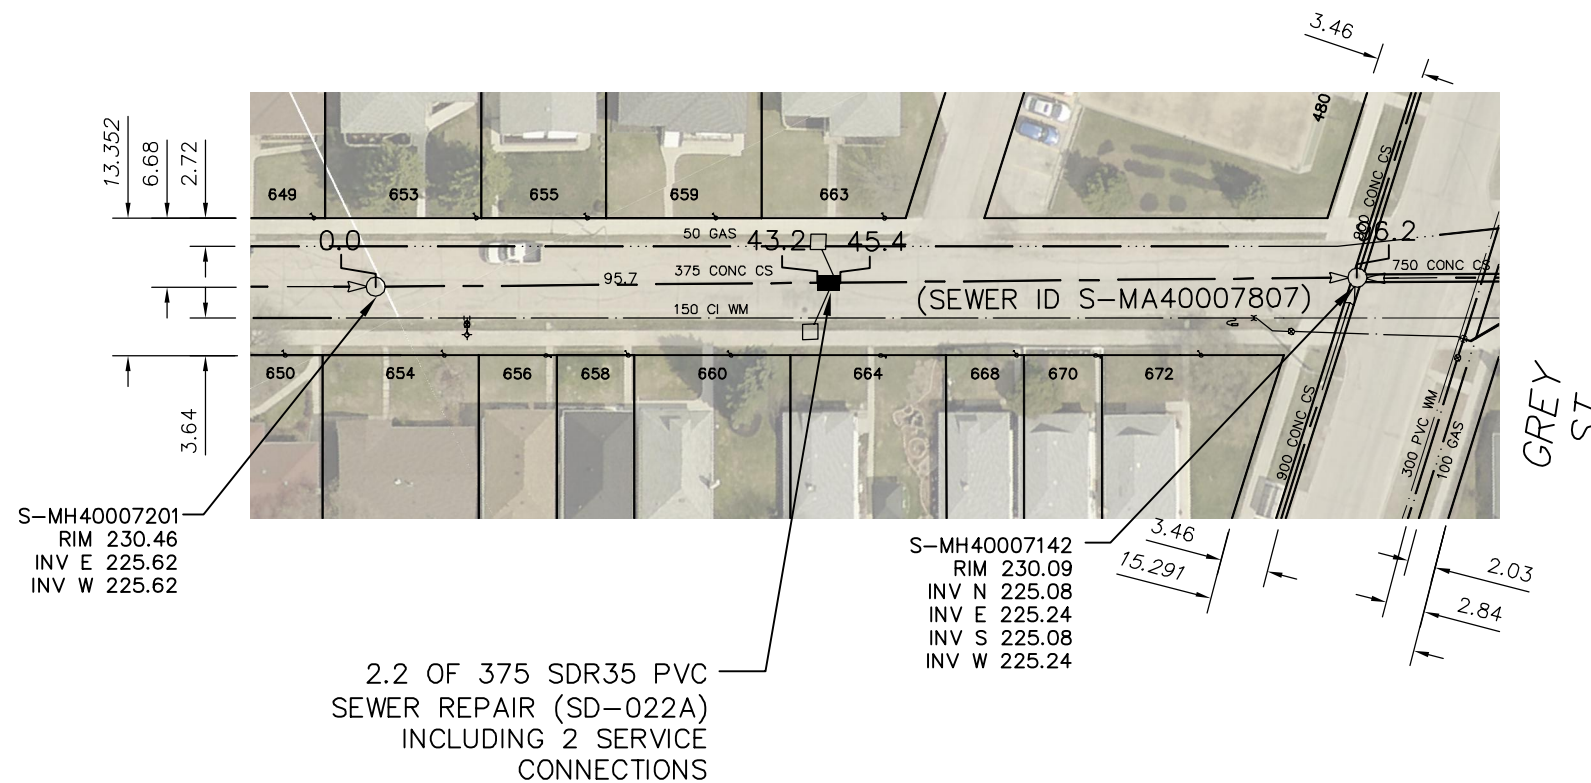 3.46
13.352
6.68
2.72
480
649
653
655
659
663
800 CONC CS
0.0
50 GAS
43.2
45.4
6.2
95.7
375 CONC CS
750 CONC CS
(SEWER ID S-MA40007807)
150 CI WM
650
654
656
658
660
664
668
670
672
3.64
900 CONC CS
300 PVC WM
100 GAS
GREY
ST
S-MH40007201
RIM 230.46
INV E 225.62
INV W 225.62
S-MH40007142
RIM 230.09
INV N 225.08
INV E 225.24
INV S 225.08
INV W 225.24
3.46
15.291
2.03
2.84
2.2 OF 375 SDR35 PVC
SEWER REPAIR (SD-022A)
INCLUDING 2 SERVICE
CONNECTIONS